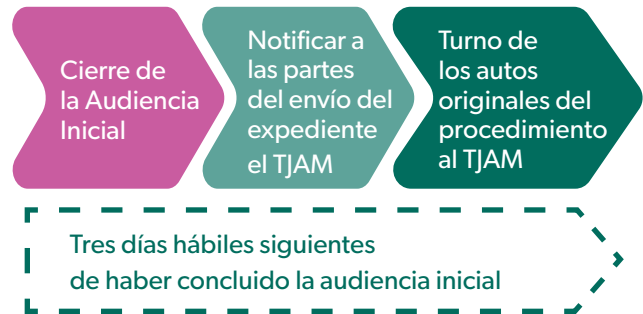 Cierre de
la Audiencia
Inicial
Notificar a
las partes
del envío del
expediente
el TJAM
Turno de
los autos
originales del
procedimiento
al TJAM
Tres días hábiles siguientes
de haber concluido la audiencia inicial